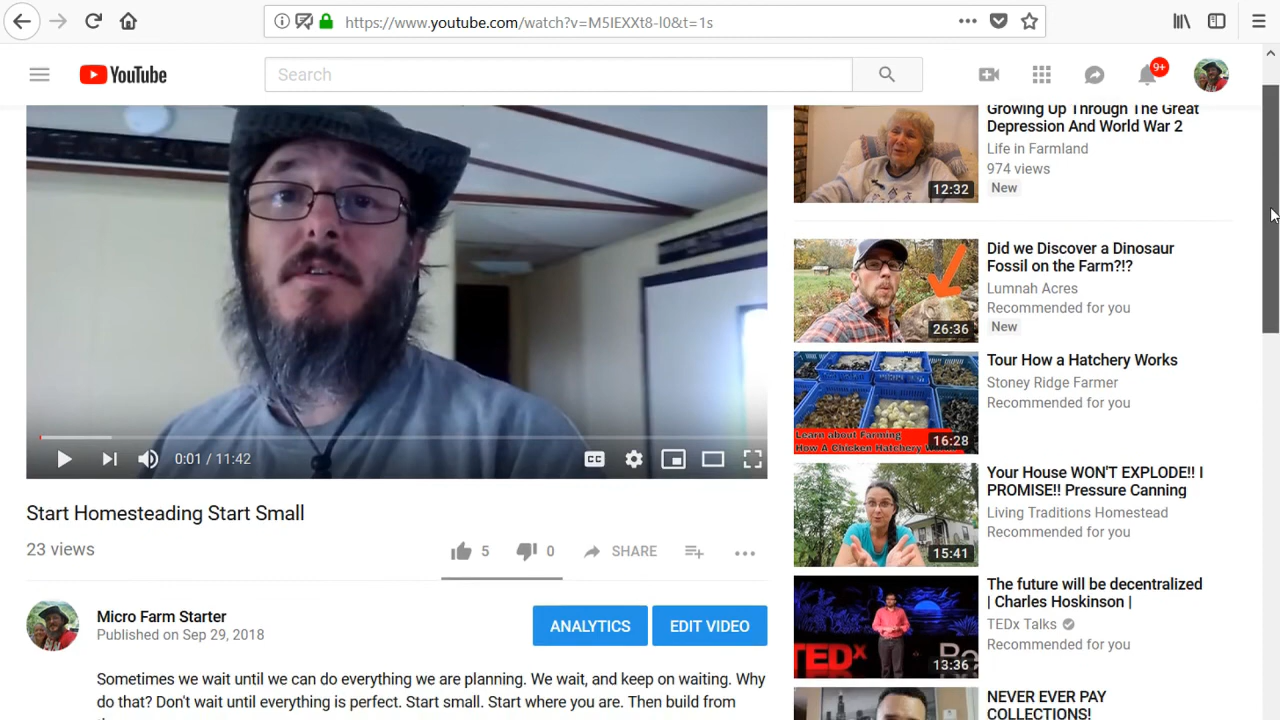 https://www.youtube.com/watch?v=M5IEXXt8-l0&t=1s
YouTube
Search
9+
Start Homesteading Start Small
23 views
5
0
SHARE
Micro Farm Starter
Published on Sep 29, 2018
ANALYTICS
EDIT VIDEO
Sometimes we wait until we can do everything we are planning. We wait, and keep on waiting. Why
do that? Don't wait until everything is perfect. Start small. Start where you are. Then build from
0:01 / 11:42
CC
Growing Up Through The Great
Depression And World War 2
Life in Farmland
974 views
New
12:32
Did we Discover a Dinosaur
Fossil on the Farm?!?
Lumnah Acres
Recommended for you
New
26:36
Tour How a Hatchery Works
Stoney Ridge Farmer
Recommended for you
Learn about Farming
How A Chicken Hatchery
16:28
Your House WON'T EXPLODE!! I
PROMISE!! Pressure Canning
Living Traditions Homestead
Recommended for you
15:41
The future will be decentralized
| Charles Hoskinson |
TEDx Talks
Recommended for you
TEDx
13:36
NEVER EVER PAY
COLLECTIONS!